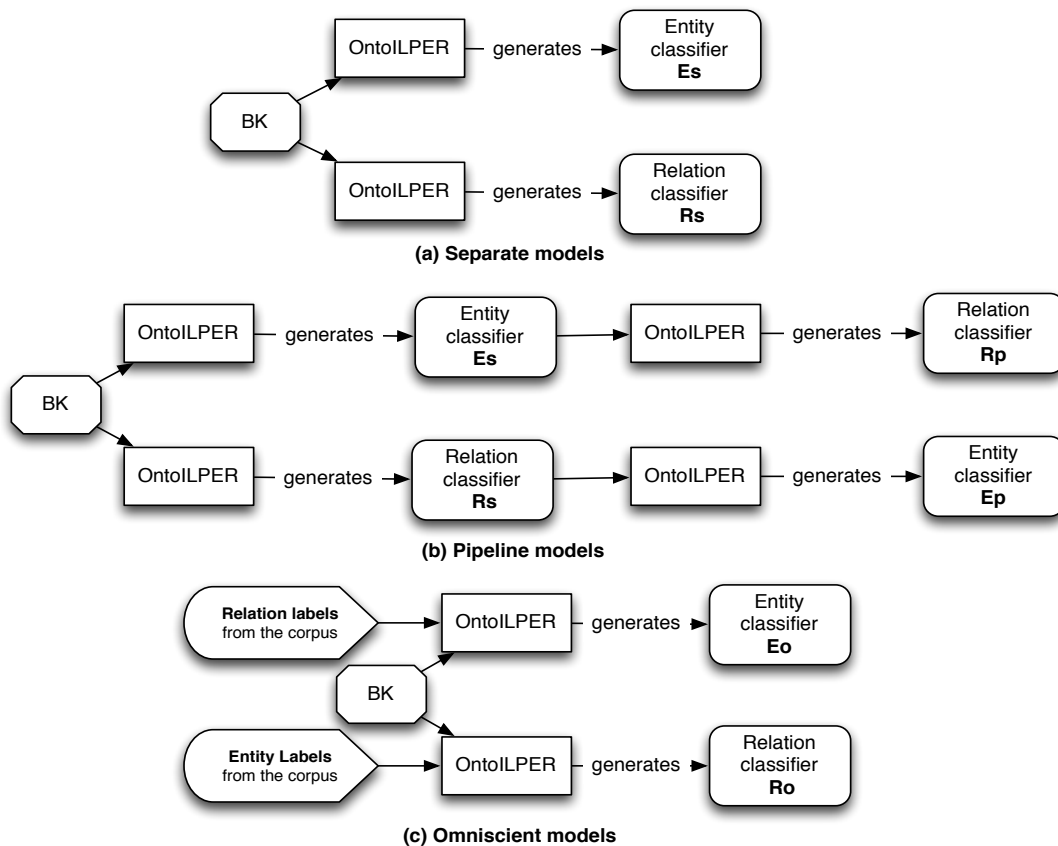 OntoILPER
generates
Entity
classifier
Es
BK
OntoILPER
generates
Relation
classifier
Rs
(a) Separate models
OntoILPER
generates
Entity
classifier
Es
OntoILPER
generates
Relation
classifier
Rp
BK
OntoILPER
generates
Relation
classifier
Rs
OntoILPER
generates
Entity
classifier
Ep
(b) Pipeline models
Relation labels
from the corpus
OntoILPER
generates
Entity
classifier
Eo
BK
Entity Labels
from the corpus
OntoILPER
generates
Relation
classifier
Ro
(c) Omniscient models